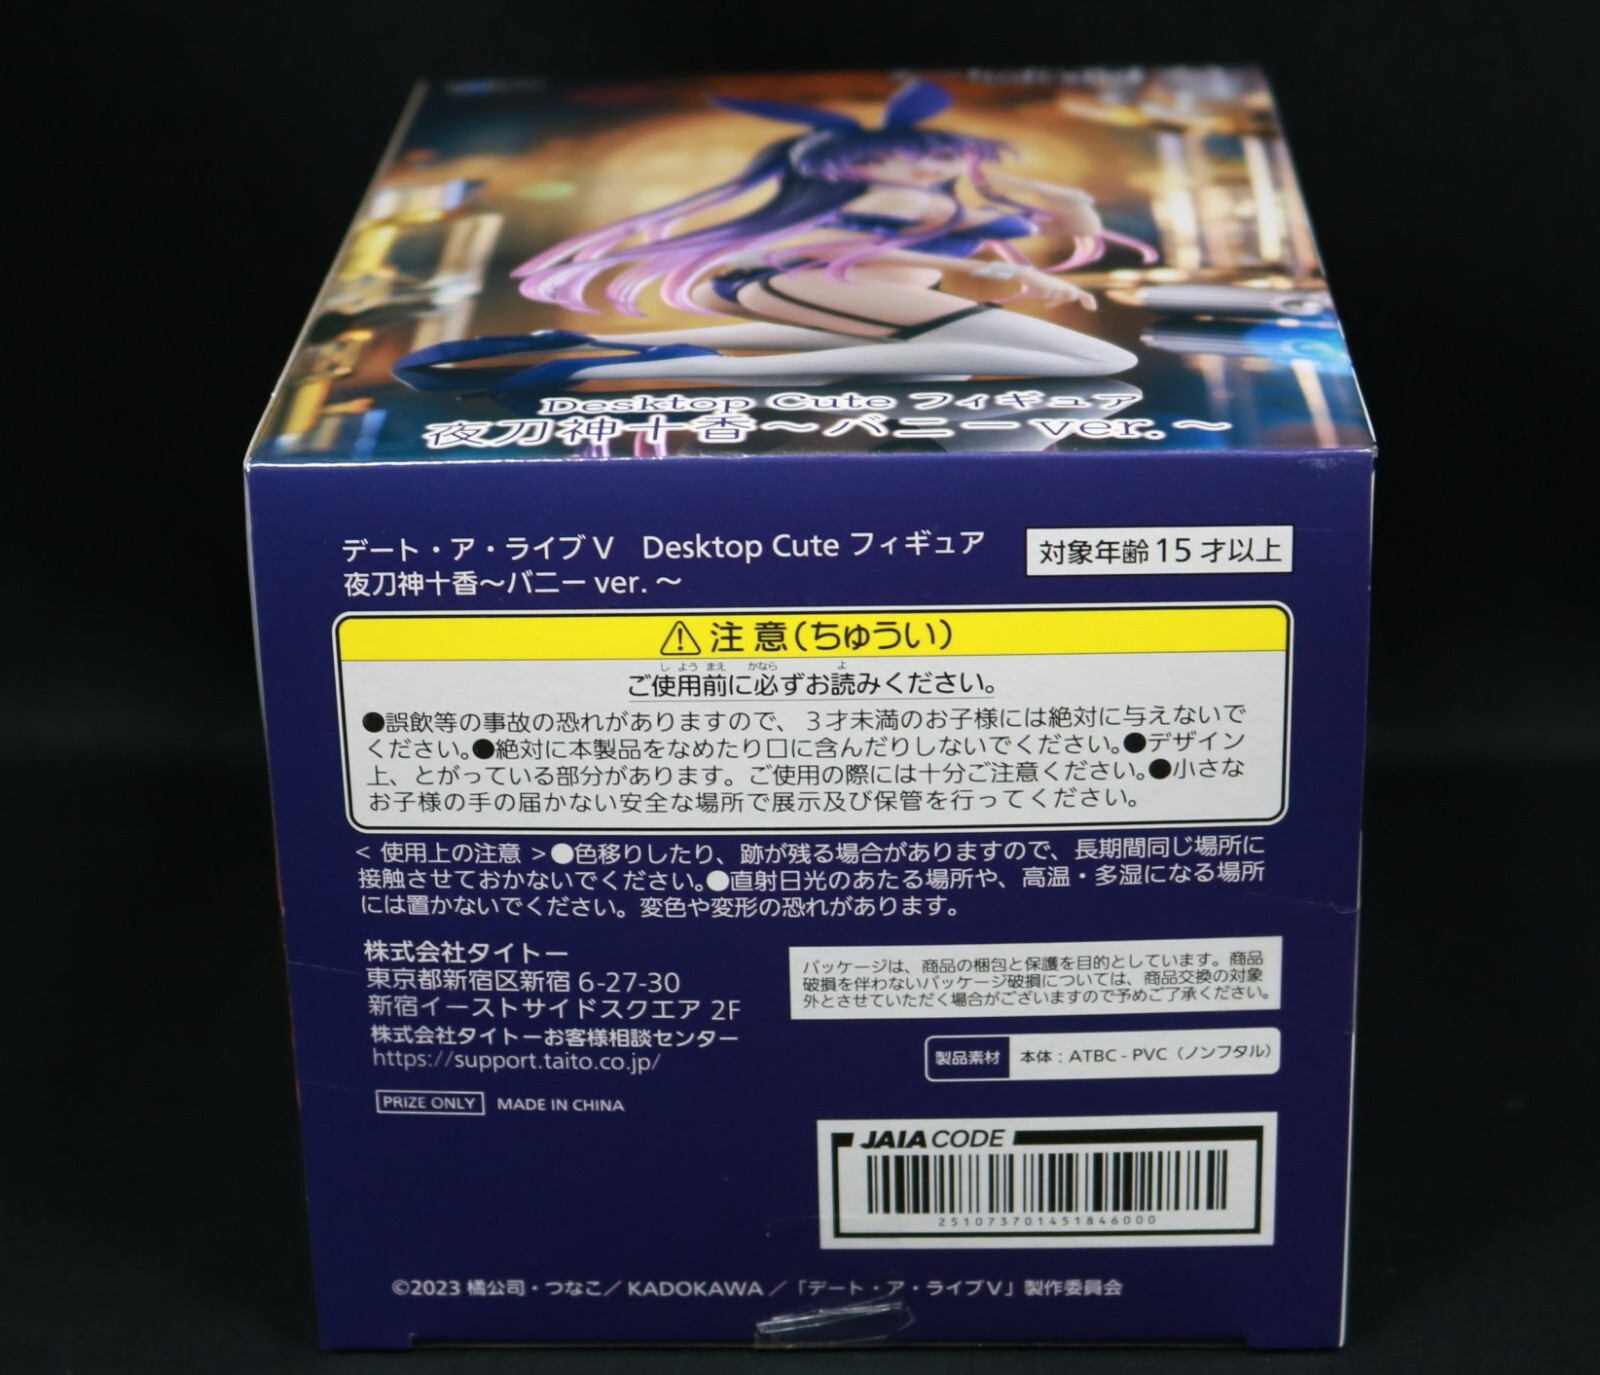 Desktop Cute フィギュア
夜刀神十香～バニーver.～
デート・ア・ライブⅤ Desktop Cute フィギュア
夜刀神十香～バニー ver. ～
対象年齢 15 才以上
⚠ 注 意（ちゅうい）
しようまえ かなら よ
ご使用前に必ずお読みください。
●誤飲等の事故の恐れがありますので、３才未満のお子様には絶対に与えないで
ください。●絶対に本製品をなめたり口に含んだりしないでください。●デザイン
上、とがっている部分があります。ご使用の際には十分ご注意ください。●小さな
お子様の手の届かない安全な場所で展示及び保管を行ってください。
< 使用上の注意 >●色移りしたり、跡が残る場合がありますので、長期間同じ場所に
接触させておかないでください。●直射日光のあたる場所や、高温・多湿になる場所
には置かないでください。変色や変形の恐れがあります。
株式会社タイトー
東京都新宿区新宿 6-27-30
新宿イーストサイドスクエア 2F
株式会社タイトーお客様相談センター
https://support.taito.co.jp/
PRIZE ONLY MADE IN CHINA
パッケージは、商品の梱包と保護を目的としています。商品
破損を伴わないパッケージ破損については、商品交換の対象
外とさせていただく場合がございますので予めご了承ください。
製品素材 本体 : ATBC - PVC（ノンフタル）
JAIA CODE
251073701451846000
©2023 橘公司・つなこ／ KADOKAWA ／「デート・ア・ライブⅤ」製作委員会